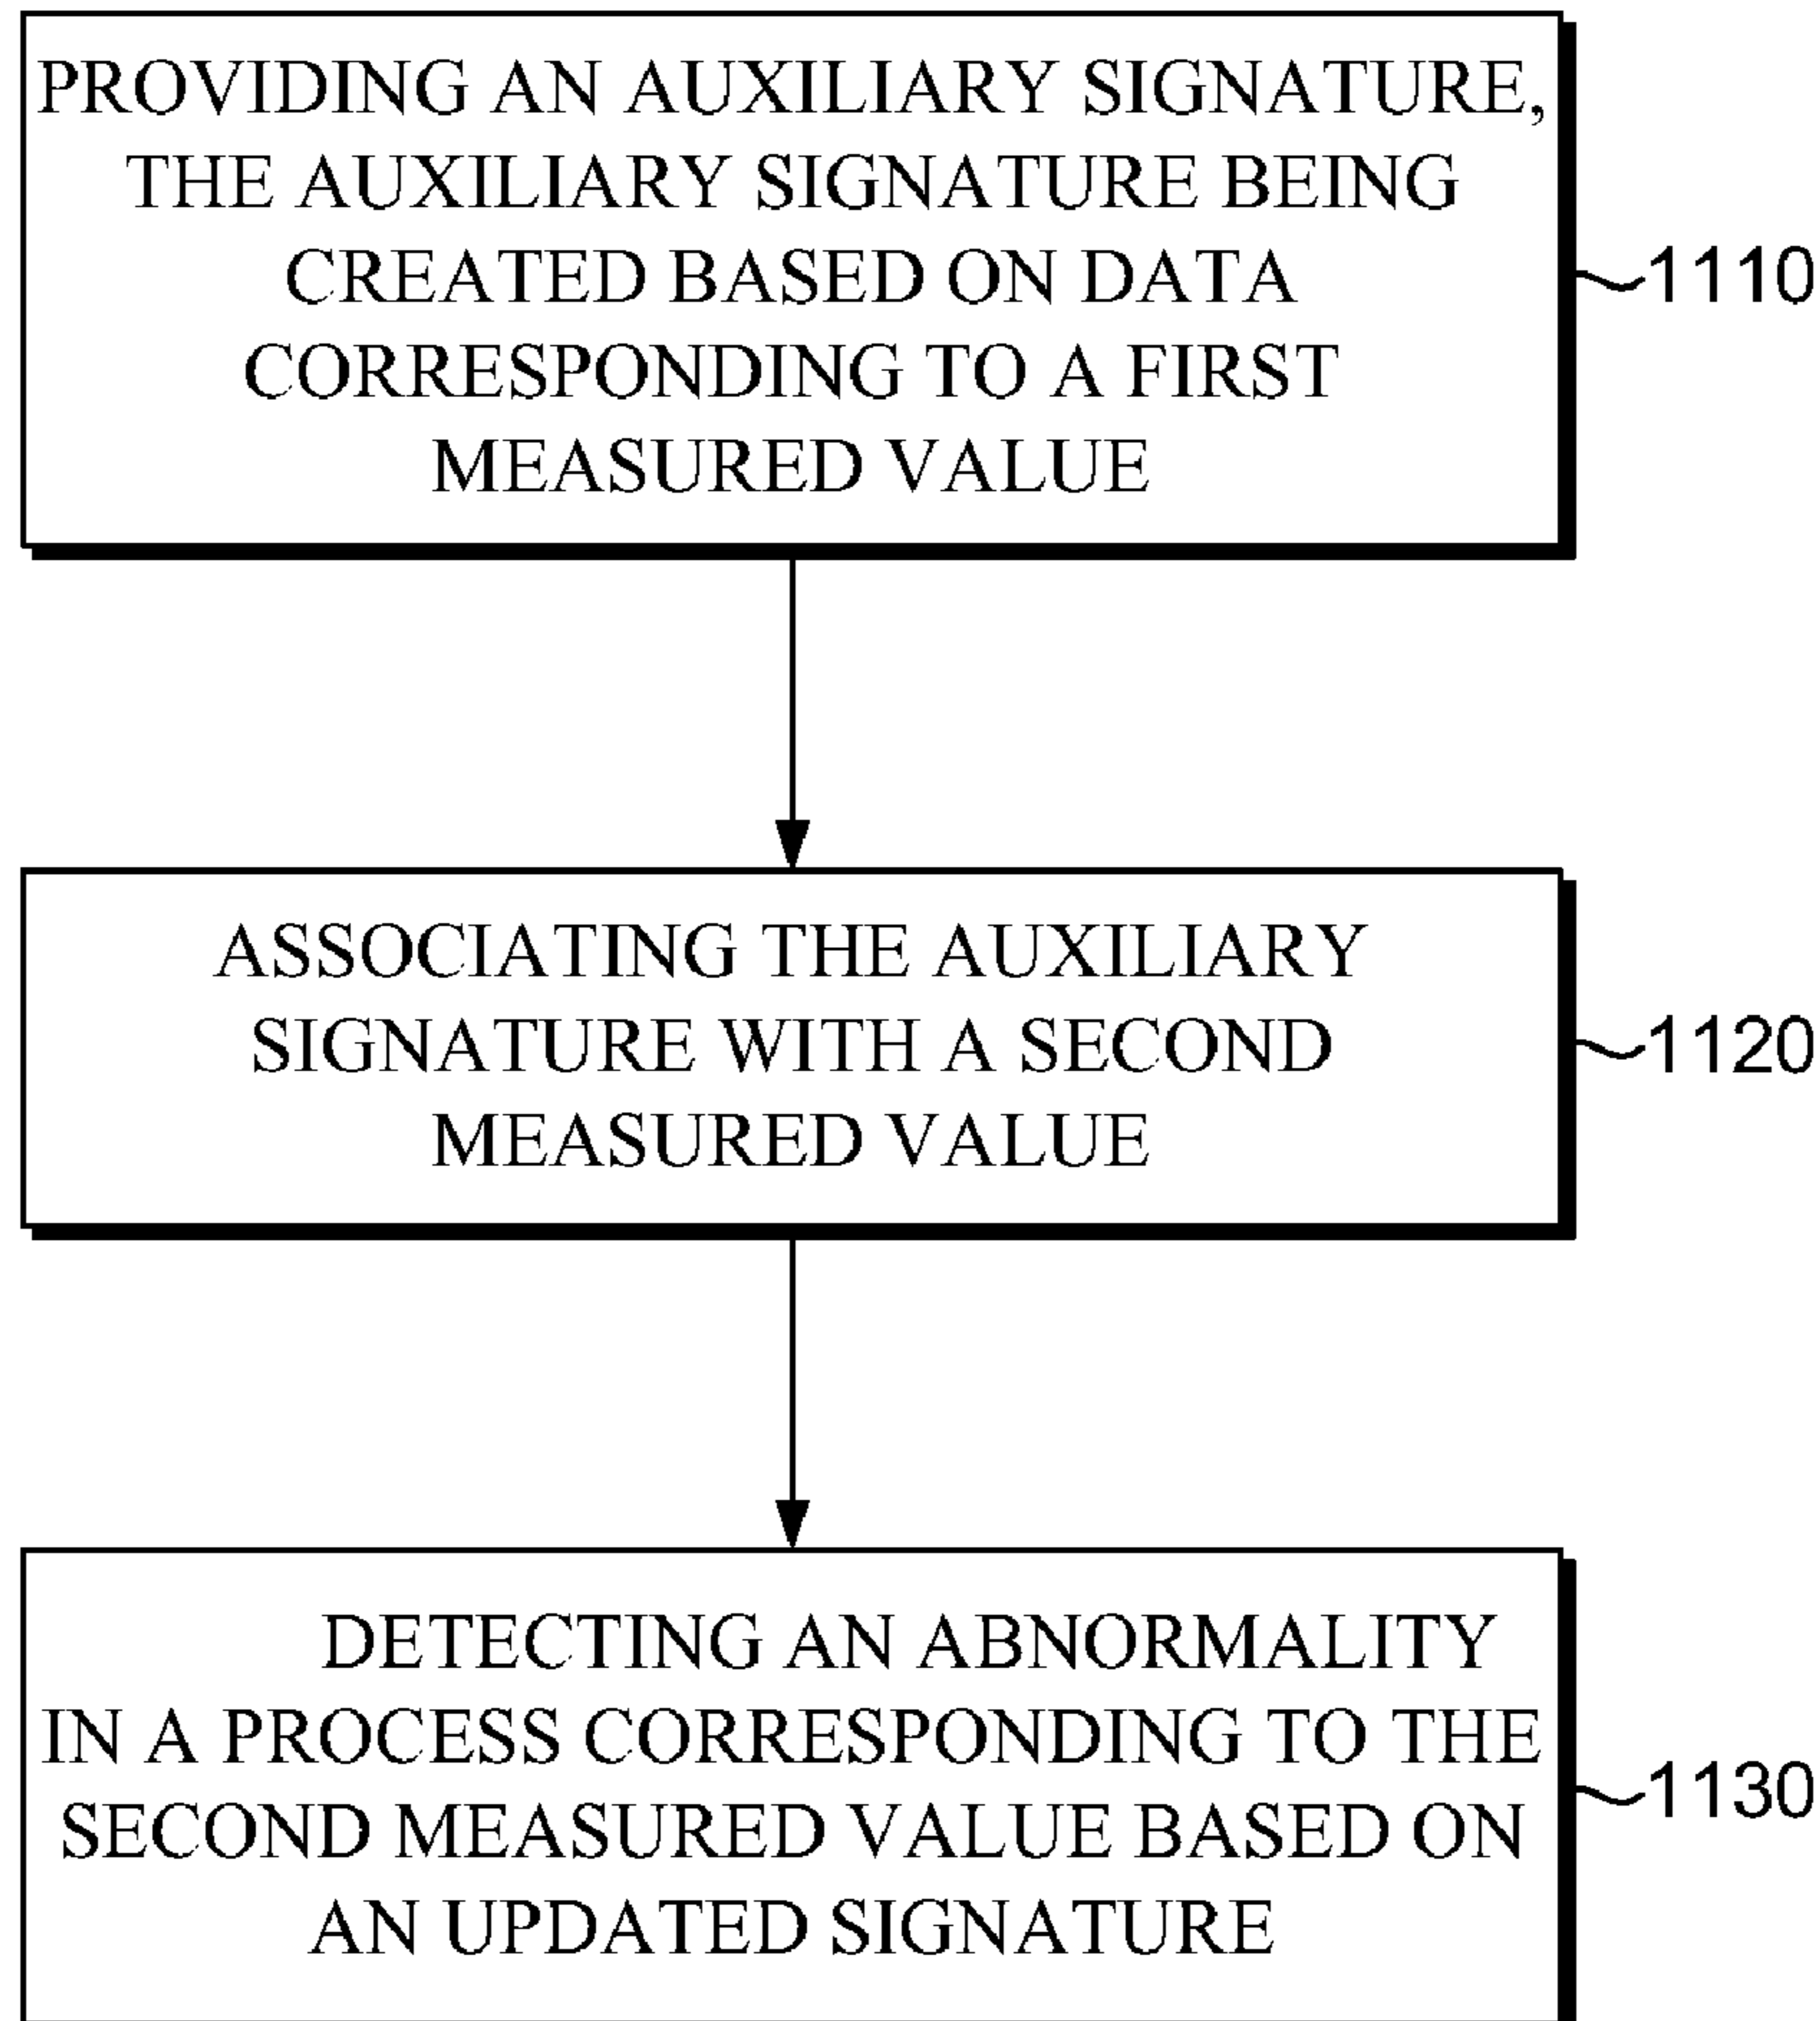 PROVIDING AN AUXILIARY SIGNATURE,
THE AUXILIARY SIGNATURE BEING
CREATED BASED ON DATA
CORRESPONDING TO A FIRST
MEASURED VALUE
1110
ASSOCIATING THE AUXILIARY
SIGNATURE WITH A SECOND
MEASURED VALUE
1120
DETECTING AN ABNORMALITY
IN A PROCESS CORRESPONDING TO THE
SECOND MEASURED VALUE BASED ON
AN UPDATED SIGNATURE
1130